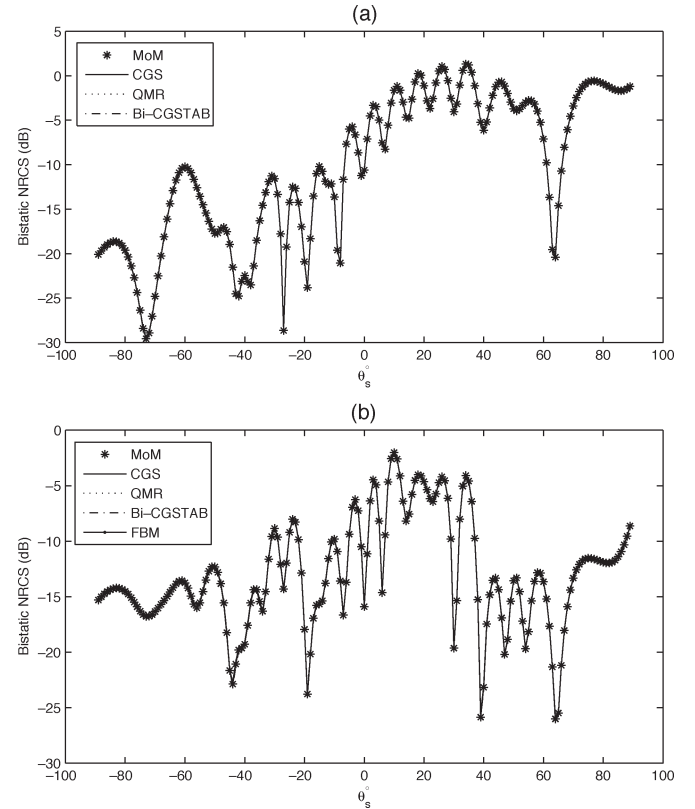 (a)
5
0
−5
−10
−15
−20
−25
−30
Bistatic NRCS (dB)
MoM
CGS
QMR
Bi−CGSTAB
−100 −80 −60 −40 −20 0 20 40 60 80 100
θs°
(b)
0
−5
−10
−15
−20
−25
−30
Bistatic NRCS (dB)
MoM
CGS
QMR
Bi−CGSTAB
FBM
−100 −80 −60 −40 −20 0 20 40 60 80 100
θs°